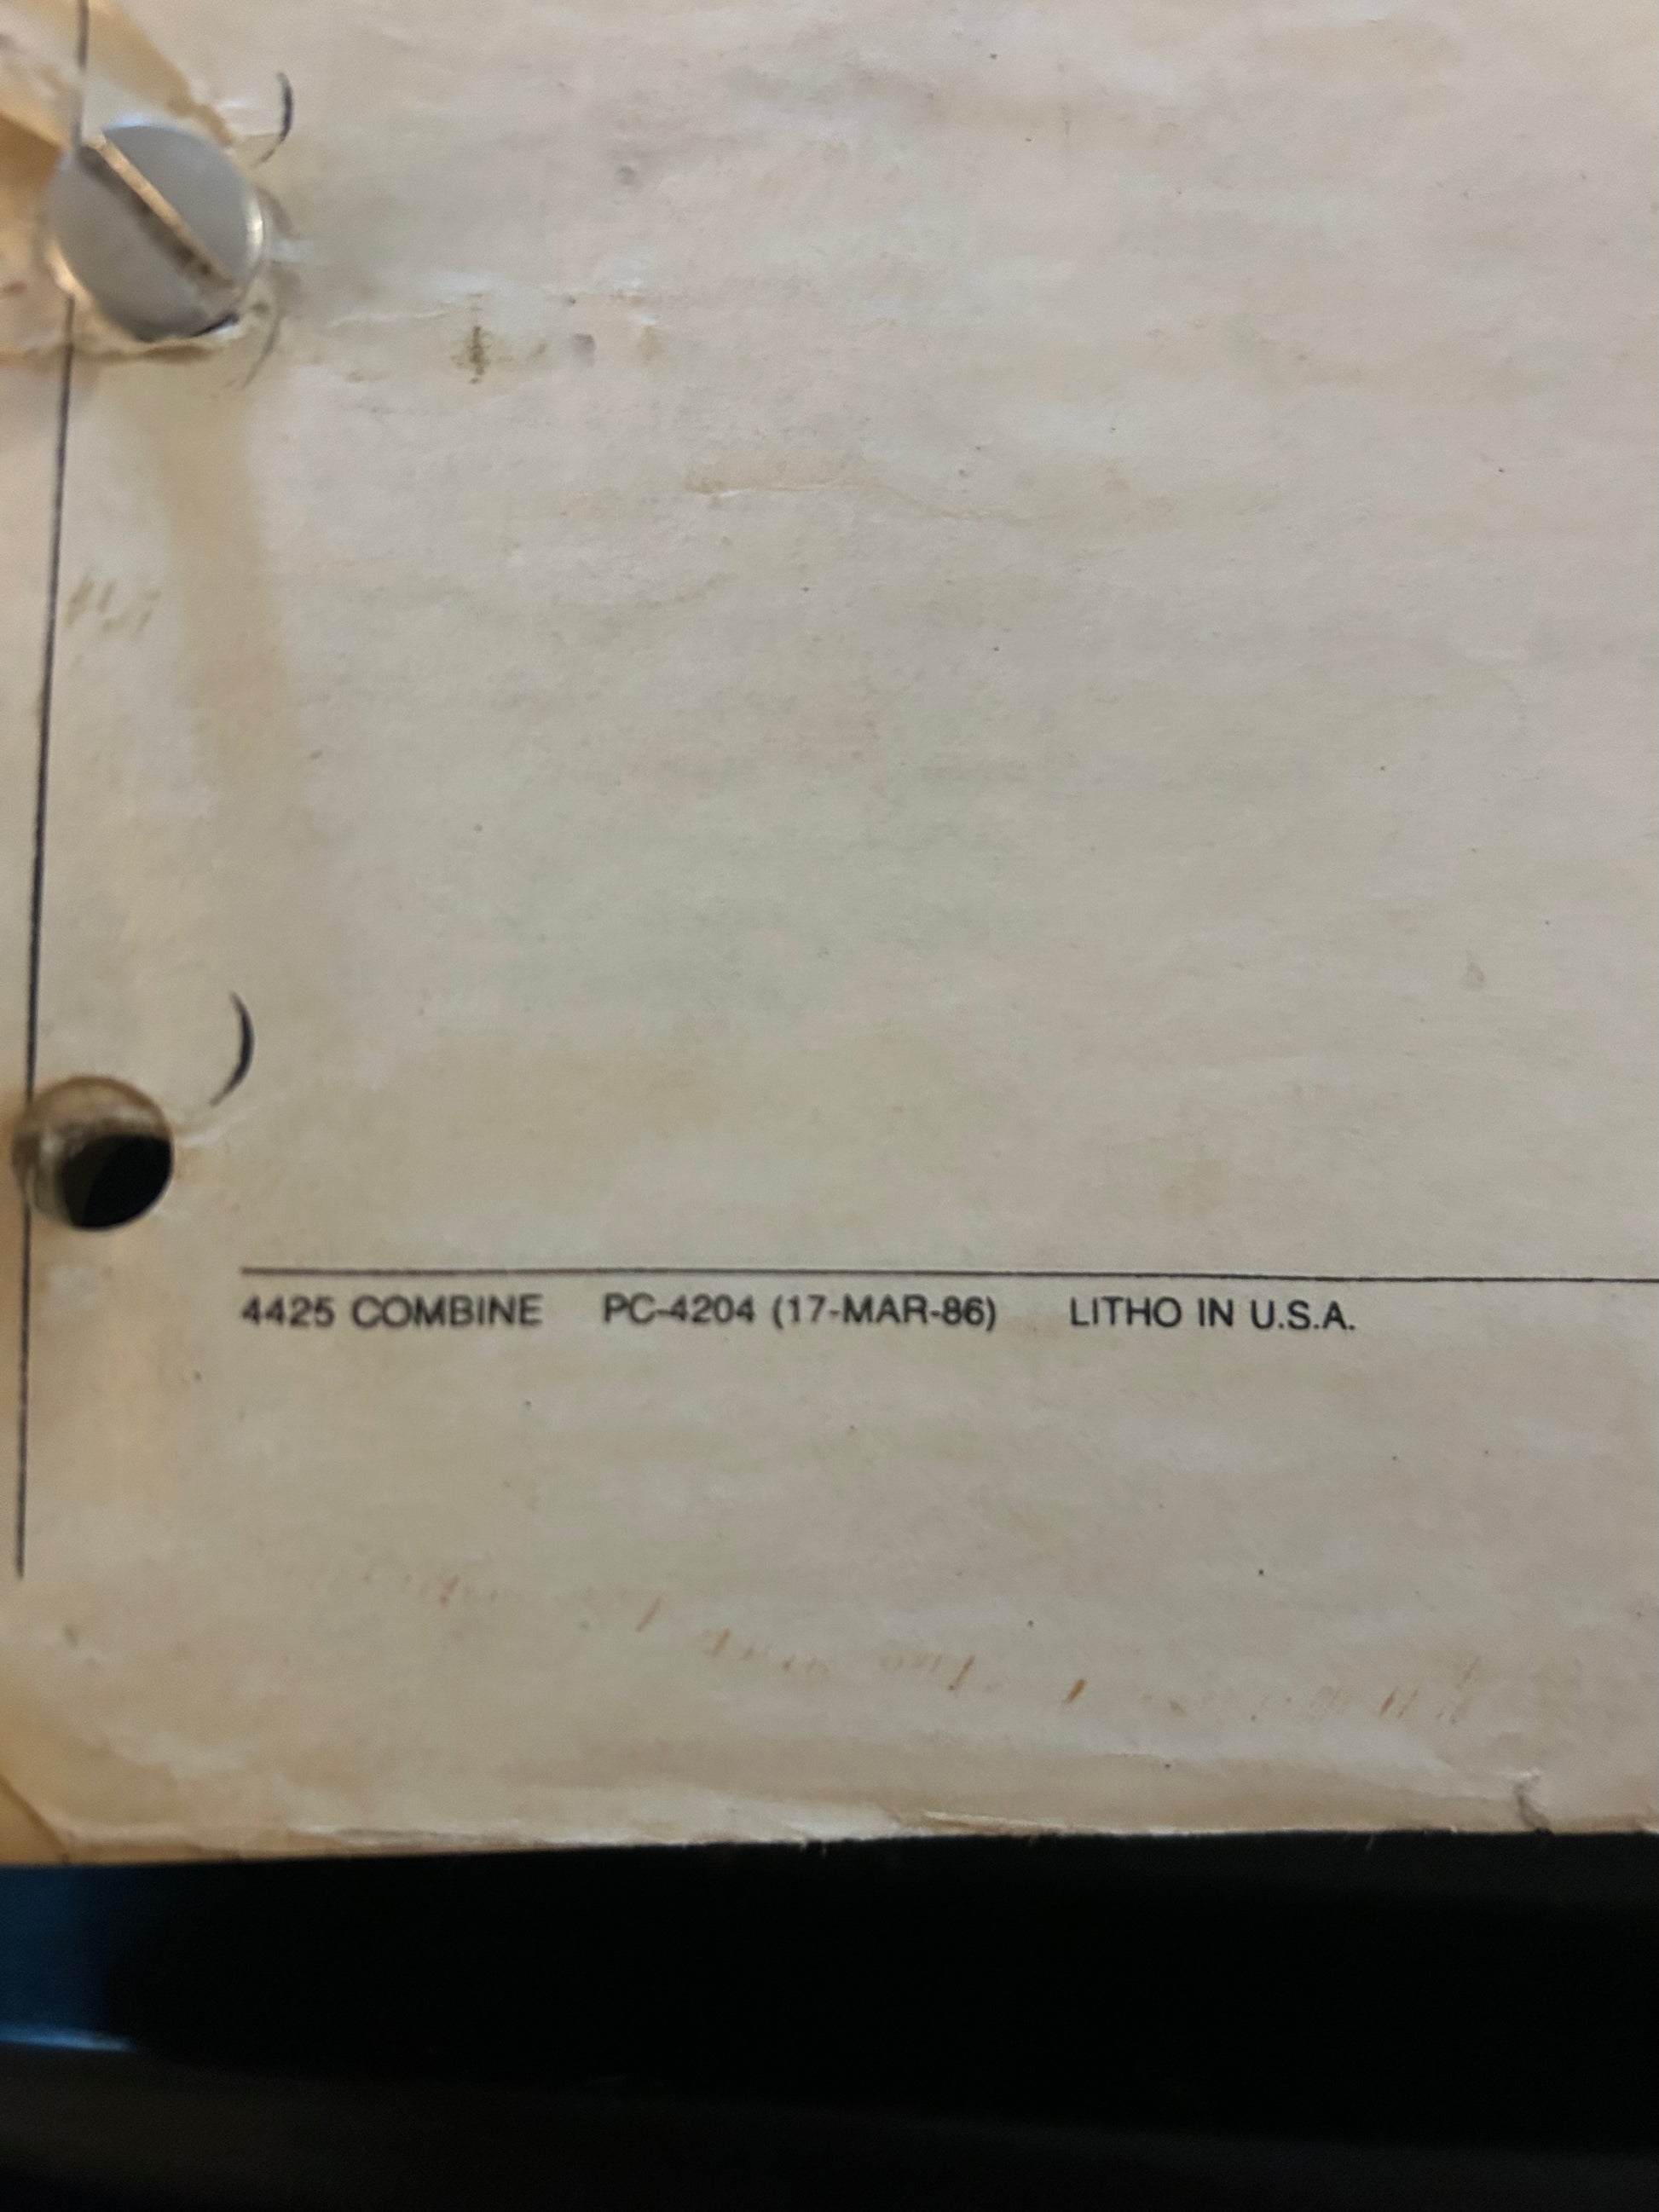 4425 COMBINE PC-4204 (17-MAR-86) LITHO IN U.S.A.